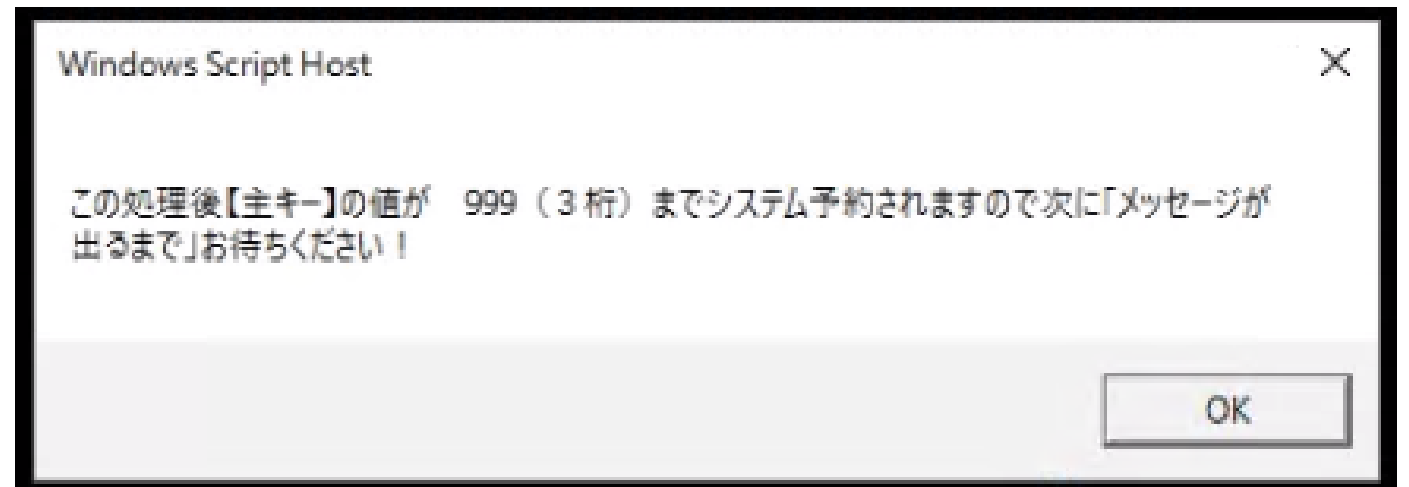 Windows Script Host
この処理後【主キー】の値が　999（３桁）までシステム予約されますので次に「メッセージが
出るまで」お待ちください！
OK